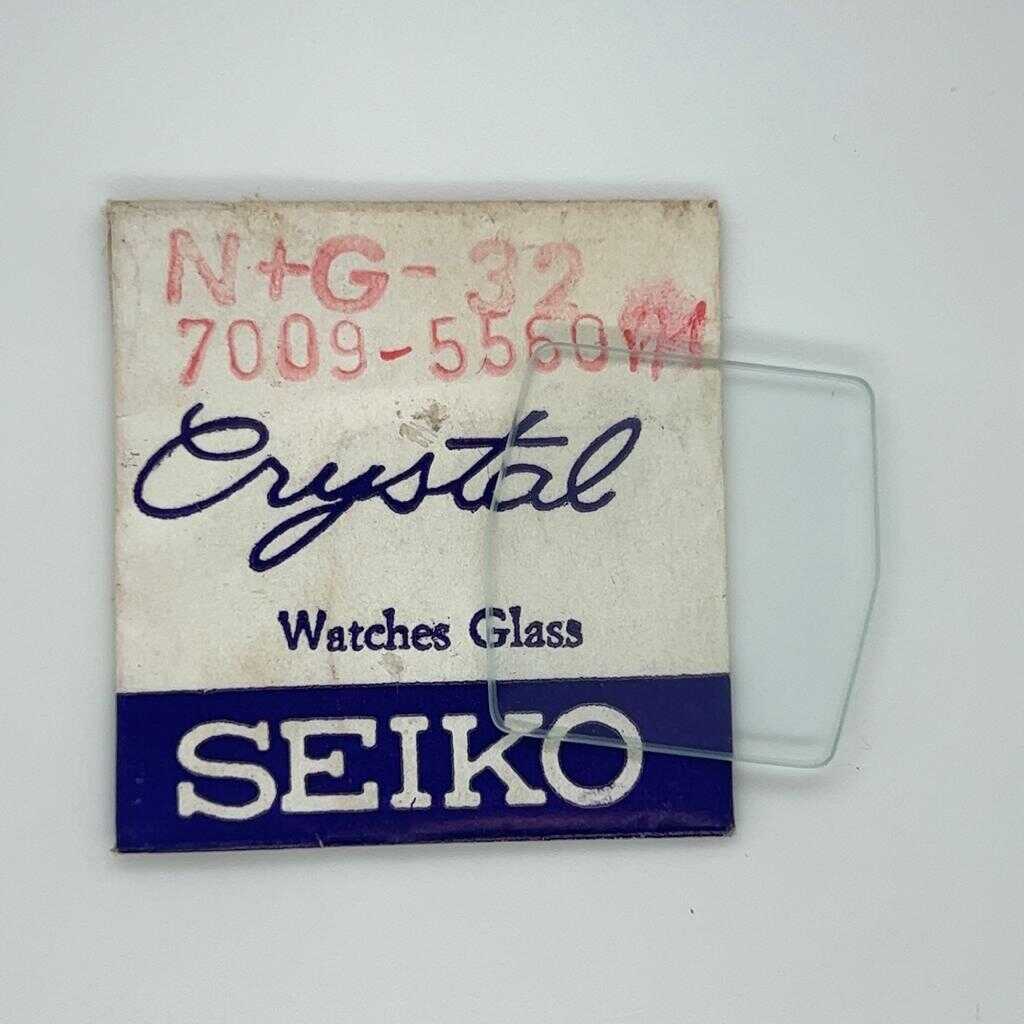 N+G-32
7009-5560
Crystal
Watches Glass
SEIKO